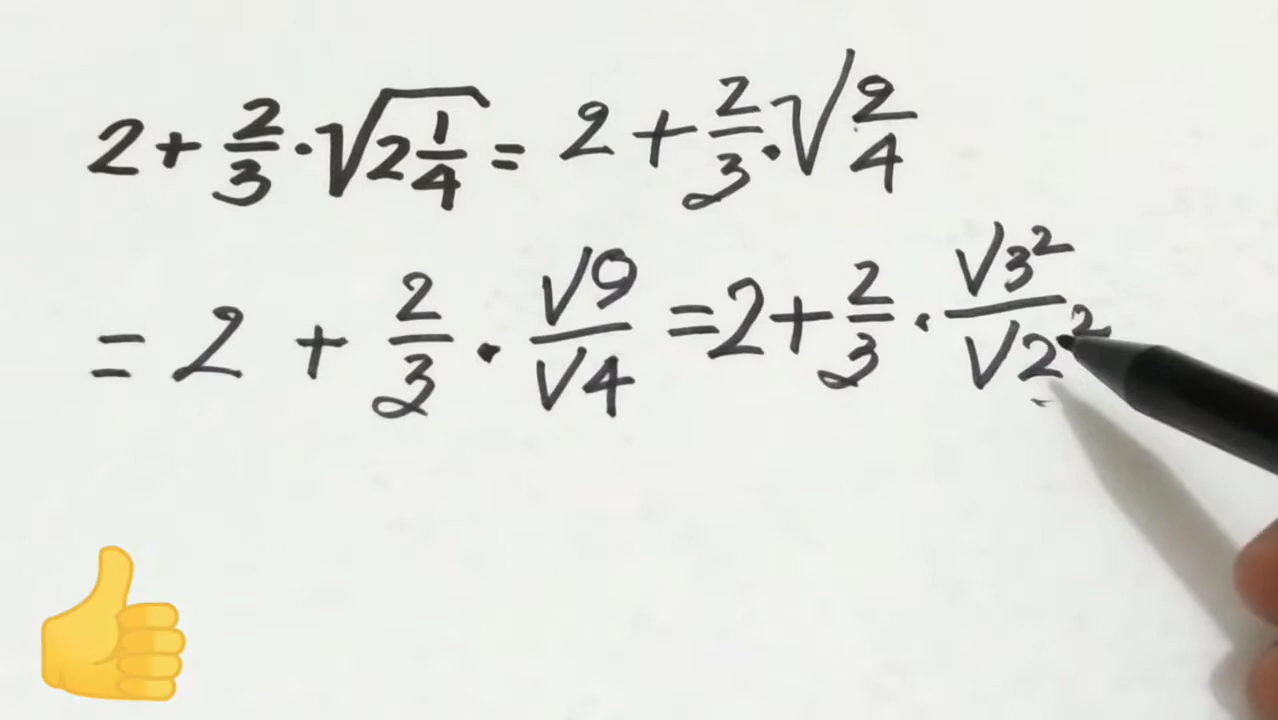 2 + 2/3 · √(2 1/4) = 2 + 2/3 · √(9/4)
= 2 + 2/3 · √9/√4 = 2 + 2/3 · √3²/√2²